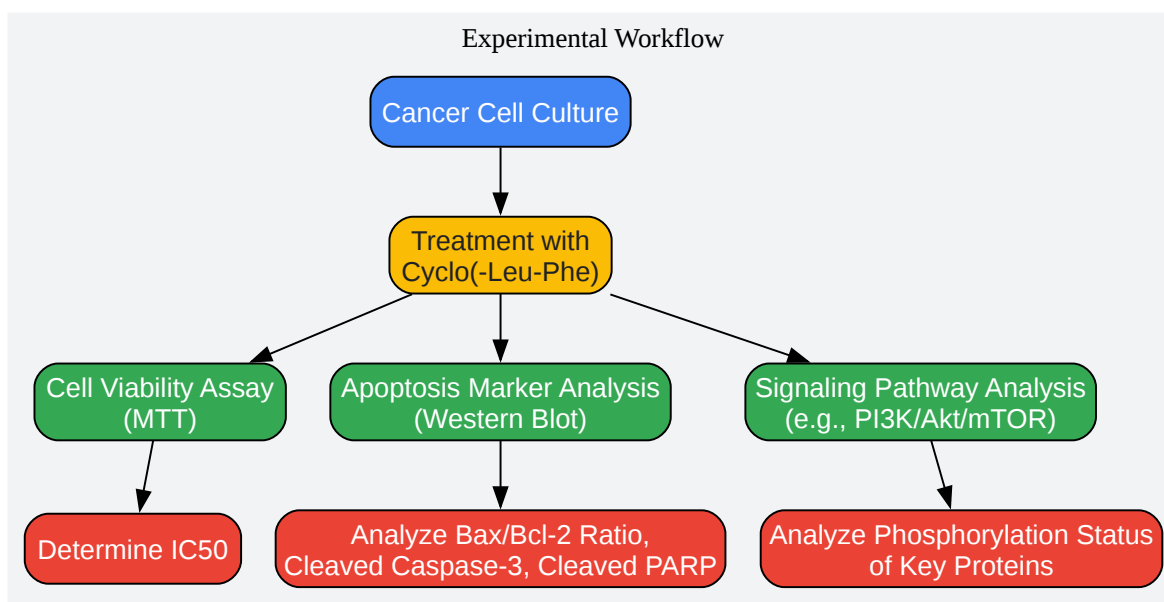 Experimental Workflow
Cancer Cell Culture
Treatment with
Cyclo(-Leu-Phe)
Cell Viability Assay
(MTT)
Apoptosis Marker Analysis
(Western Blot)
Signaling Pathway Analysis
(e.g., PI3K/Akt/mTOR)
Determine IC50
Analyze Bax/Bcl-2 Ratio,
Cleaved Caspase-3, Cleaved PARP
Analyze Phosphorylation Status
of Key Proteins